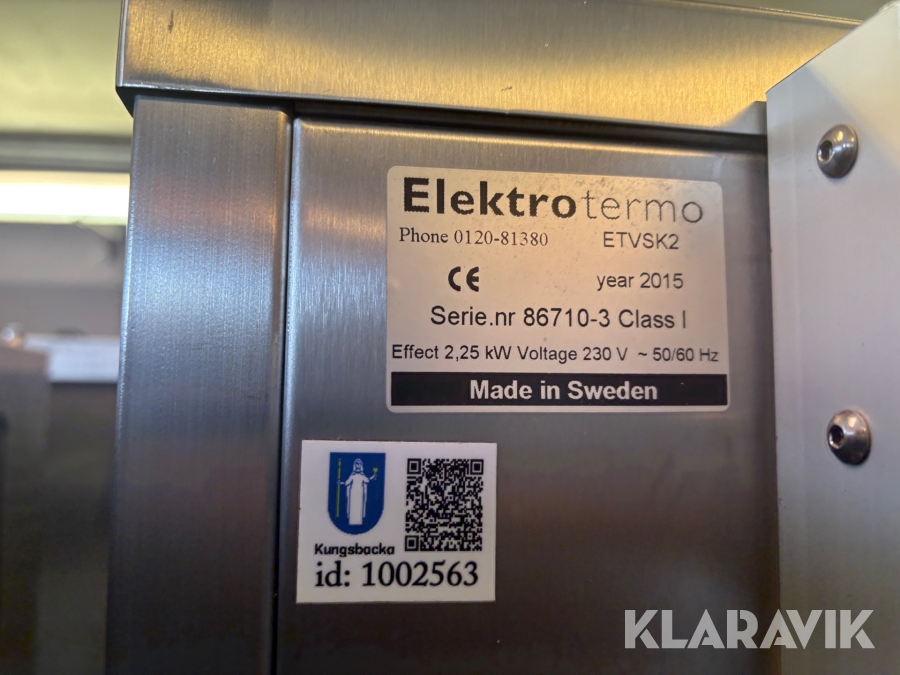 Elektrotermo
Phone 0120-81380 ETVSK2
CE year 2015
Serie.nr 86710-3 Class I
Effect 2,25 kW Voltage 230 V ~ 50/60 Hz
Made in Sweden
Kungsbacka
id: 1002563
KLARAVIK